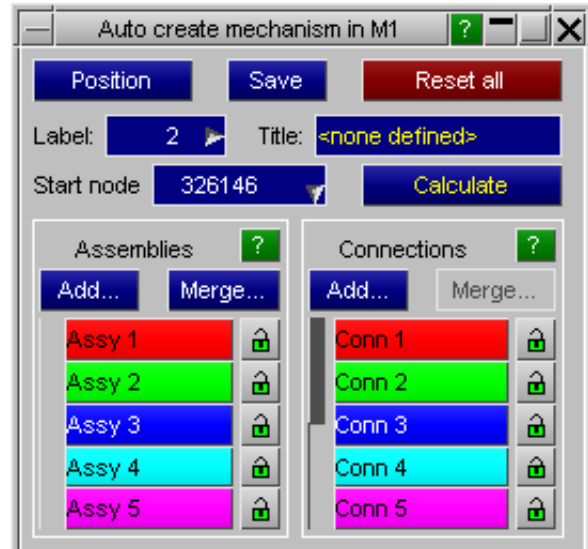 Auto create mechanism in M1 ?
Position Save Reset all
Label: 2 Title: <none defined>
Start node 326146 Calculate
Assemblies ? Connections ?
Add... Merge... Add... Merge...
Assy 1 Conn 1
Assy 2 Conn 2
Assy 3 Conn 3
Assy 4 Conn 4
Assy 5 Conn 5